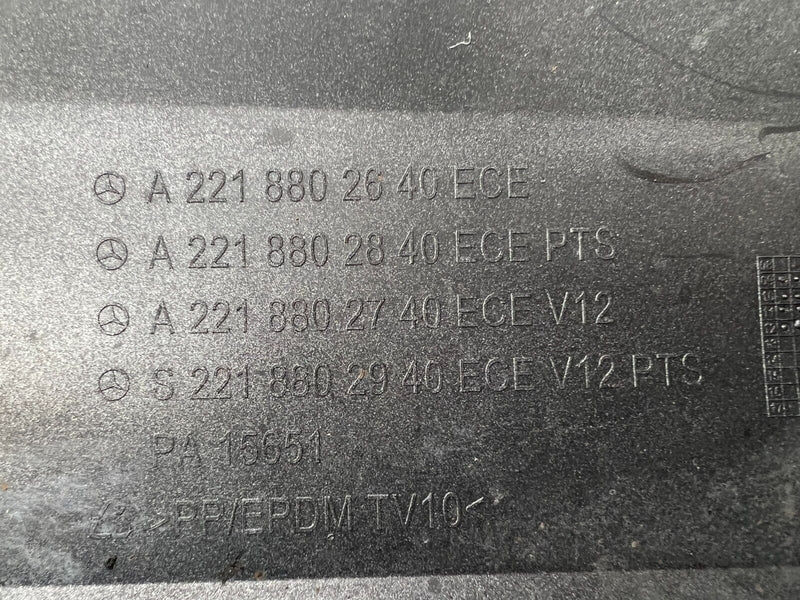 A 221 880 26 40 ECE
A 221 880 28 40 ECE PTS
A 221 880 27 40 ECE V12
S 221 880 29 40 ECE V12 PTS
PA 15651
>PP/EPDM TV10<